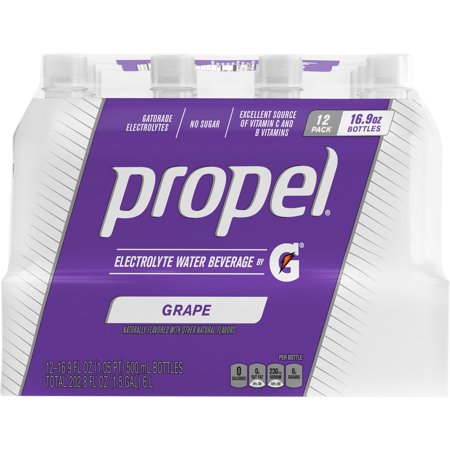 GATORADE
ELECTROLYTES
NO SUGAR
EXCELLENT SOURCE
OF VITAMIN C AND
B VITAMINS
12
PACK
16.9oz
BOTTLES
propel®
ELECTROLYTE WATER BEVERAGE BY G®
GRAPE
NATURALLY FLAVORED WITH OTHER NATURAL FLAVORS
12-16.9 FL OZ (1.05 PT) 500 mL BOTTLES
TOTAL 202.8 FL OZ (1.5 GAL) 6 L
PER BOTTLE
0
CALORIES
0g
SAT FAT
0% DV
230mg
SODIUM
0g
SUGARS